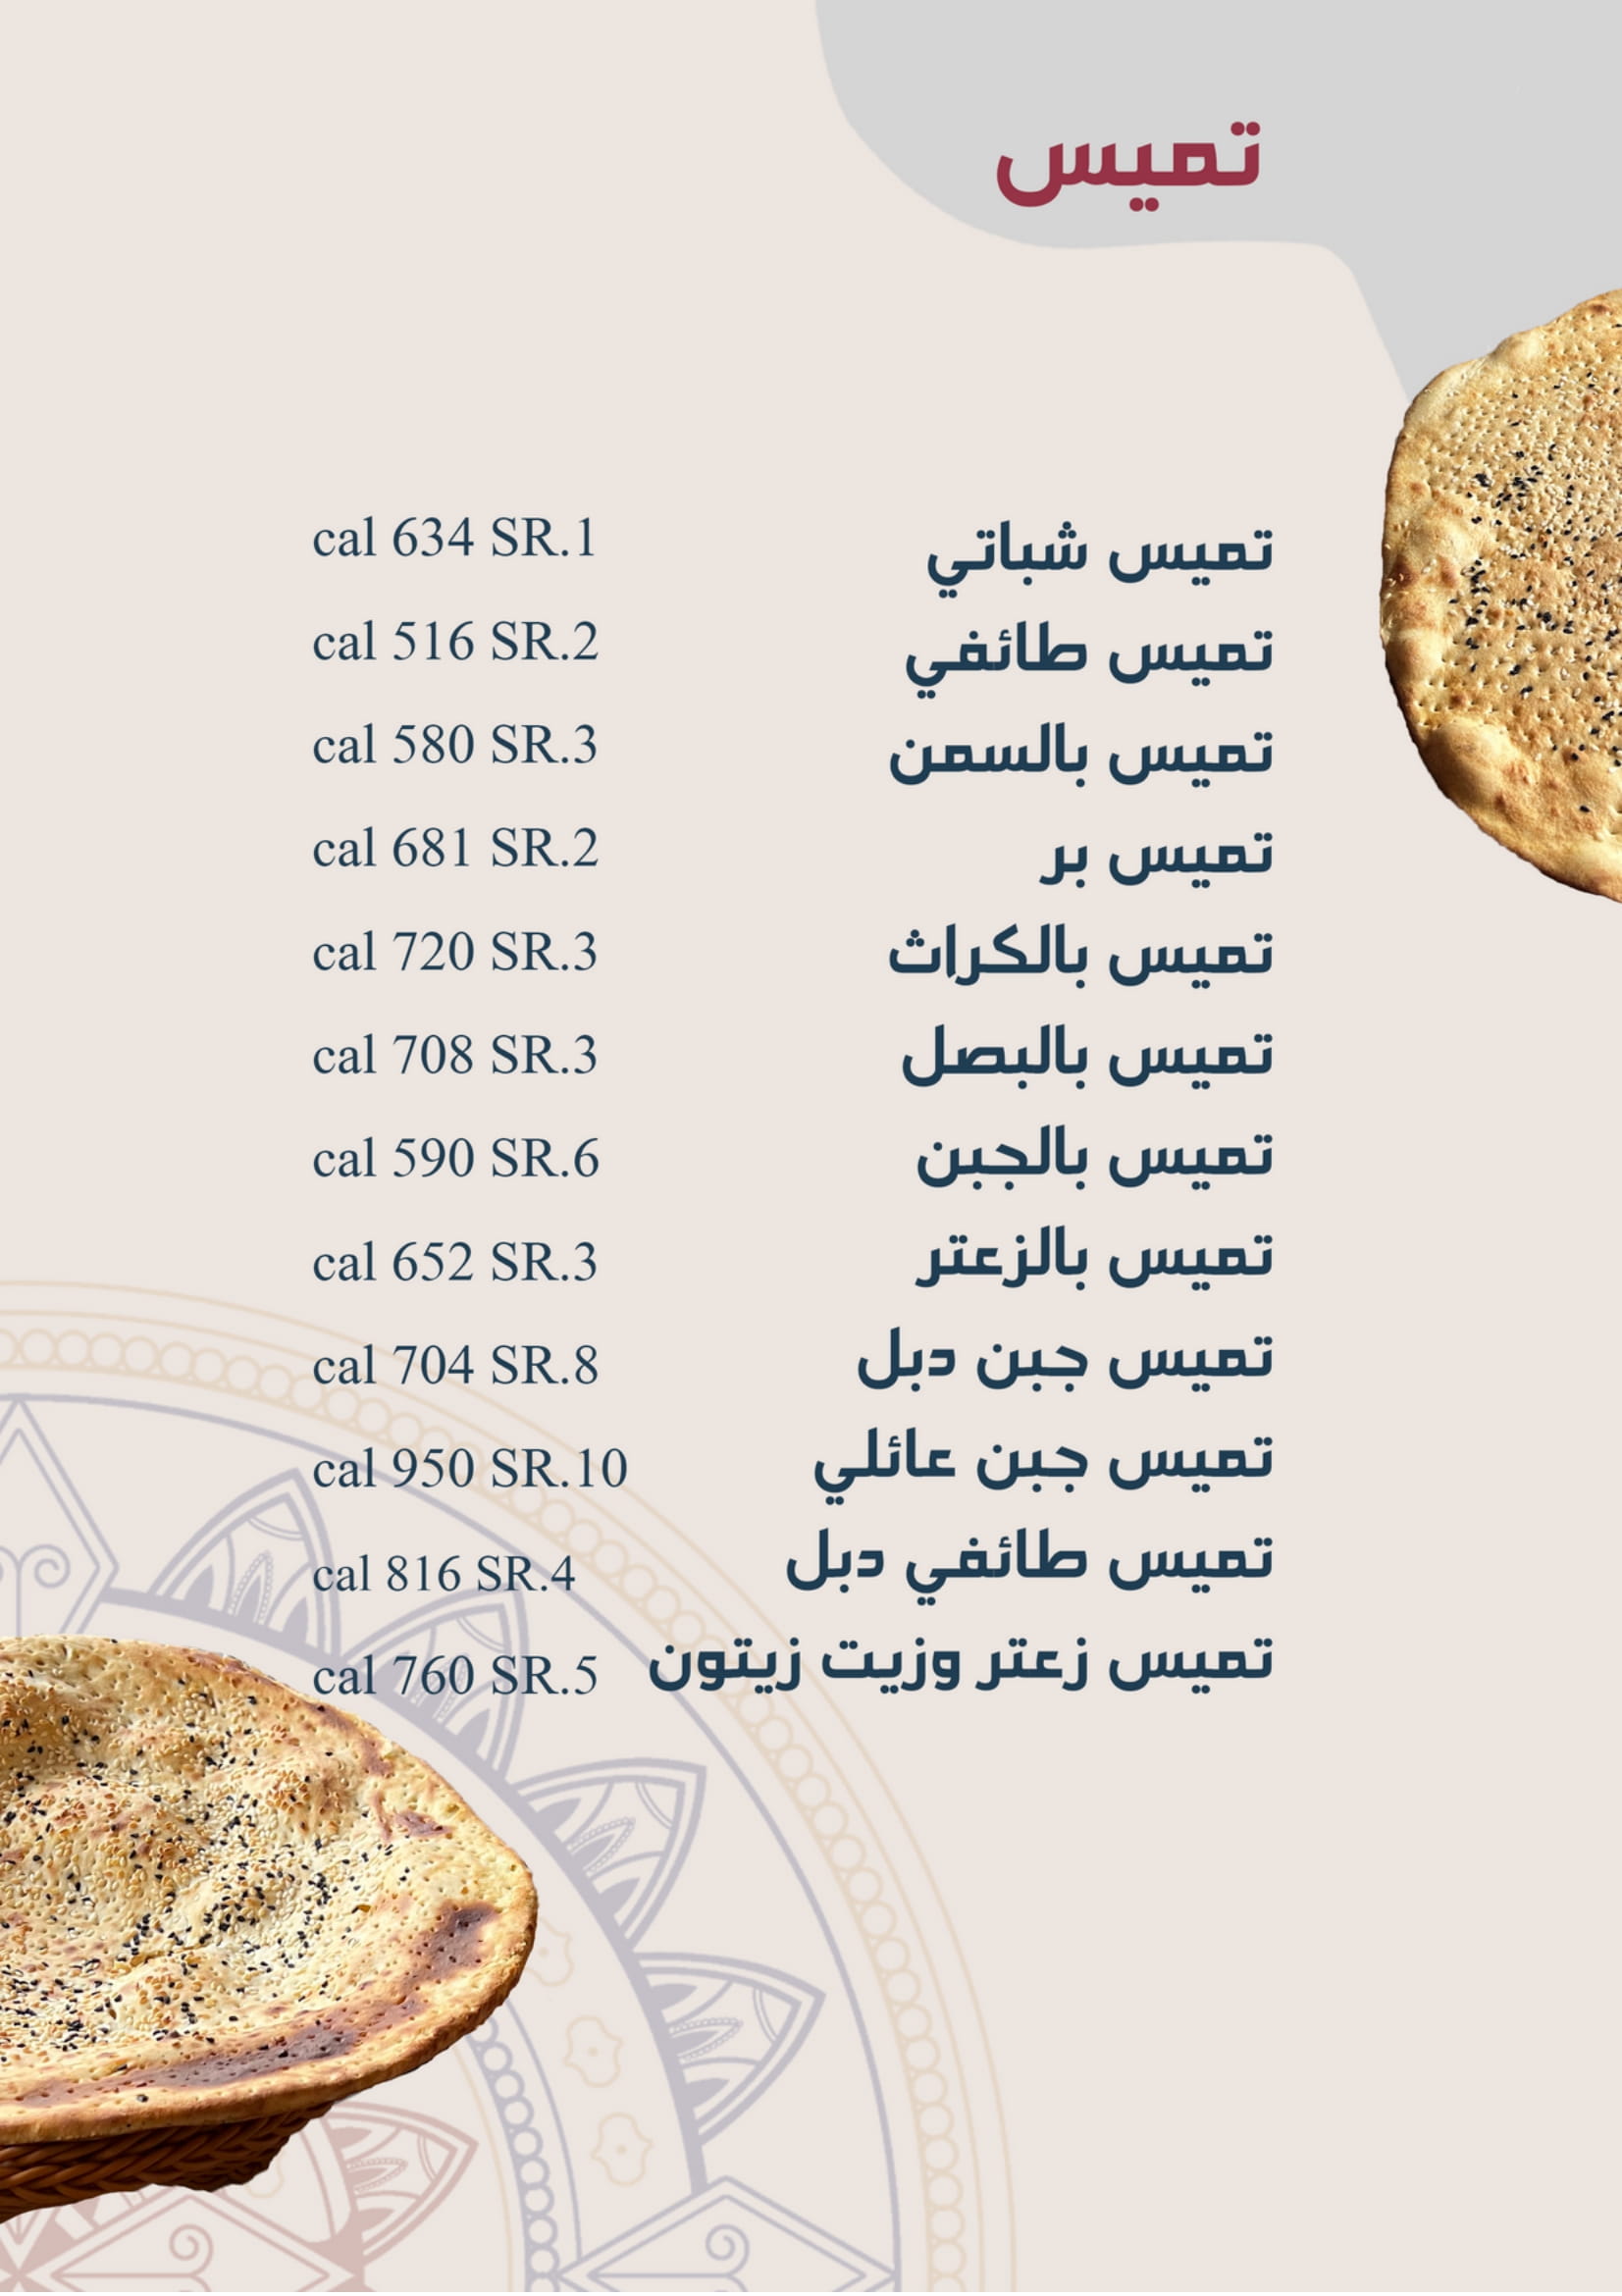 تميس
تميس شباتي cal 634 SR.1
تميس طائفي cal 516 SR.2
تميس بالسمن cal 580 SR.3
تميس بر cal 681 SR.2
تميس بالكراث cal 720 SR.3
تميس بالبصل cal 708 SR.3
تميس بالجبن cal 590 SR.6
تميس بالزعتر cal 652 SR.3
تميس جبن دبل cal 704 SR.8
تميس جبن عائلي cal 950 SR.10
تميس طائفي دبل cal 816 SR.4
تميس زعتر وزيت زيتون cal 760 SR.5